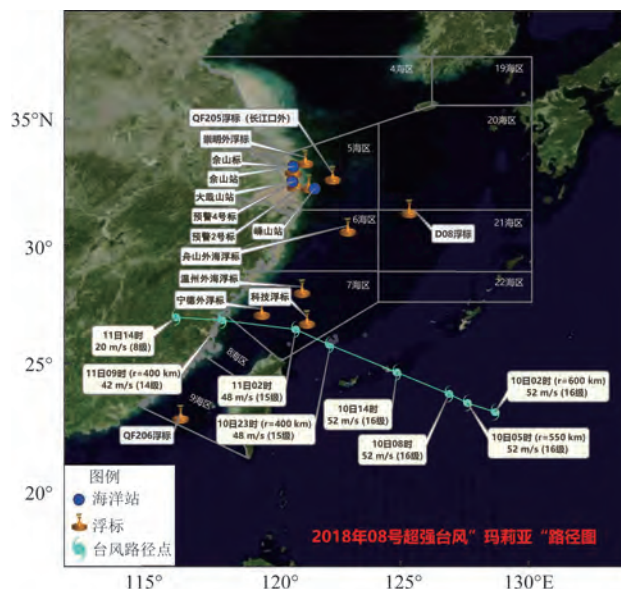 4海区
19海区
35°N
QF205浮标（长江口外）
20海区
崇明外浮标
5海区
佘山标
佘山站
大戢山站
预警4号标
6海区
21海区
预警2号标
嵊山站
D08浮标
30°
舟山外海浮标
温州外海浮标
7海区
22海区
宁德外浮标
科技浮标
11日14时
20 m/s (8级)
25°
8海区
11日09时 (r=400 km)
42 m/s (14级)
11日02时
48 m/s (15级)
10日02时 (r=600 km)
52 m/s (16级)
9海区
10日23时 (r=400 km)
48 m/s (15级)
10日14时
52 m/s (16级)
10日08时
52 m/s (16级)
10日05时 (r=550 km)
52 m/s (16级)
QF206浮标
图例
海洋站
浮标
台风路径点
20°
2018年08号超强台风”玛莉亚“路径图
115°
120°
125°
130°E